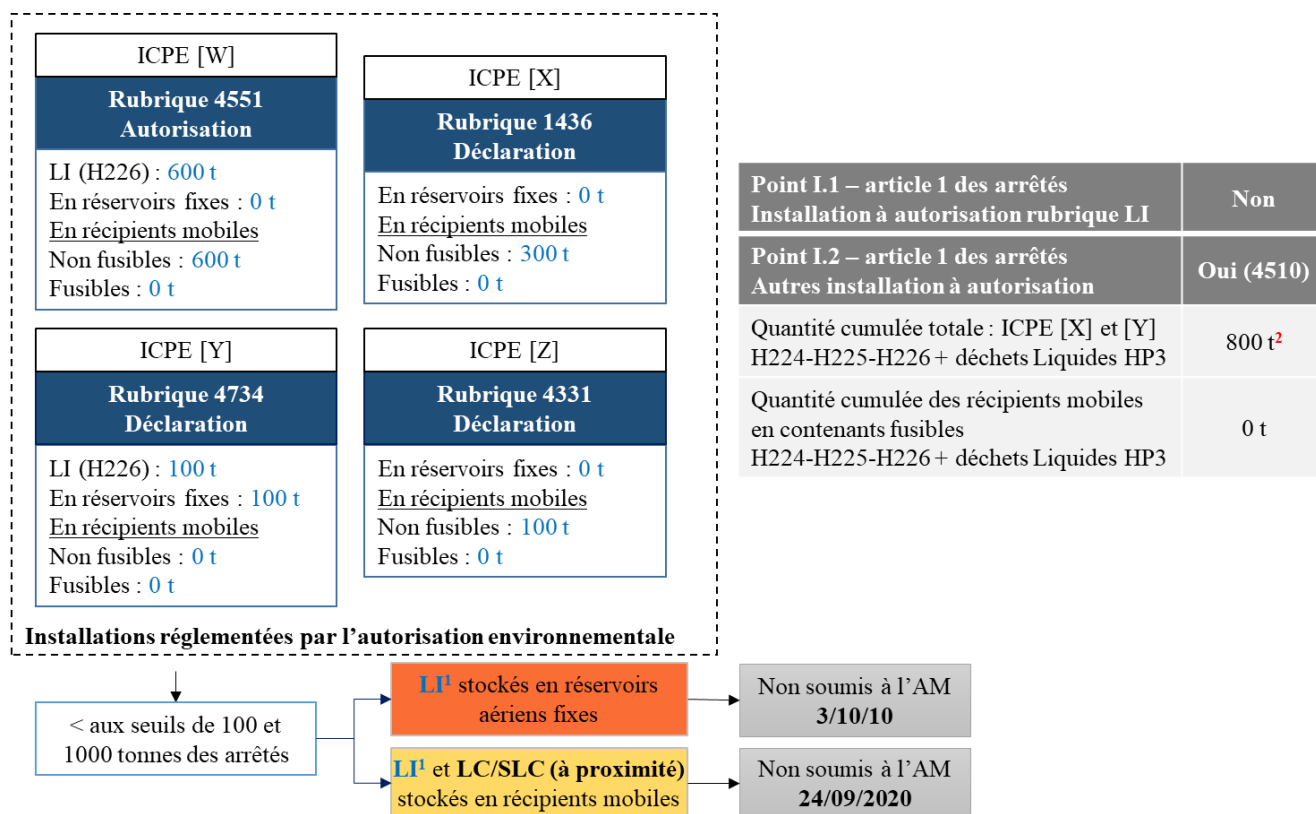 ICPE [W]
Rubrique 4551
Autorisation
LI (H226) : 600 t
En réservoirs fixes : 0 t
En récipients mobiles
Non fusibles : 600 t
Fusibles : 0 t
ICPE [X]
Rubrique 1436
Déclaration
En réservoirs fixes : 0 t
En récipients mobiles
Non fusibles : 300 t
Fusibles : 0 t
ICPE [Y]
Rubrique 4734
Déclaration
LI (H226) : 100 t
En réservoirs fixes : 100 t
En récipients mobiles
Non fusibles : 0 t
Fusibles : 0 t
ICPE [Z]
Rubrique 4331
Déclaration
En réservoirs fixes : 0 t
En récipients mobiles
Non fusibles : 100 t
Fusibles : 0 t
Installations réglementées par l'autorisation environnementale
Point I.1 – article 1 des arrêtés
Installation à autorisation rubrique LI
Non
Point I.2 – article 1 des arrêtés
Autres installation à autorisation
Oui (4510)
Quantité cumulée totale : ICPE [X] et [Y]
H224-H225-H226 + déchets Liquides HP3
800 t²
Quantité cumulée des récipients mobiles
en contenants fusibles
H224-H225-H226 + déchets Liquides HP3
0 t
< aux seuils de 100 et
1000 tonnes des arrêtés
LI¹ stockés en réservoirs
aériens fixes
Non soumis à l'AM
3/10/10
LI¹ et LC/SLC (à proximité)
stockés en récipients mobiles
Non soumis à l'AM
24/09/2020